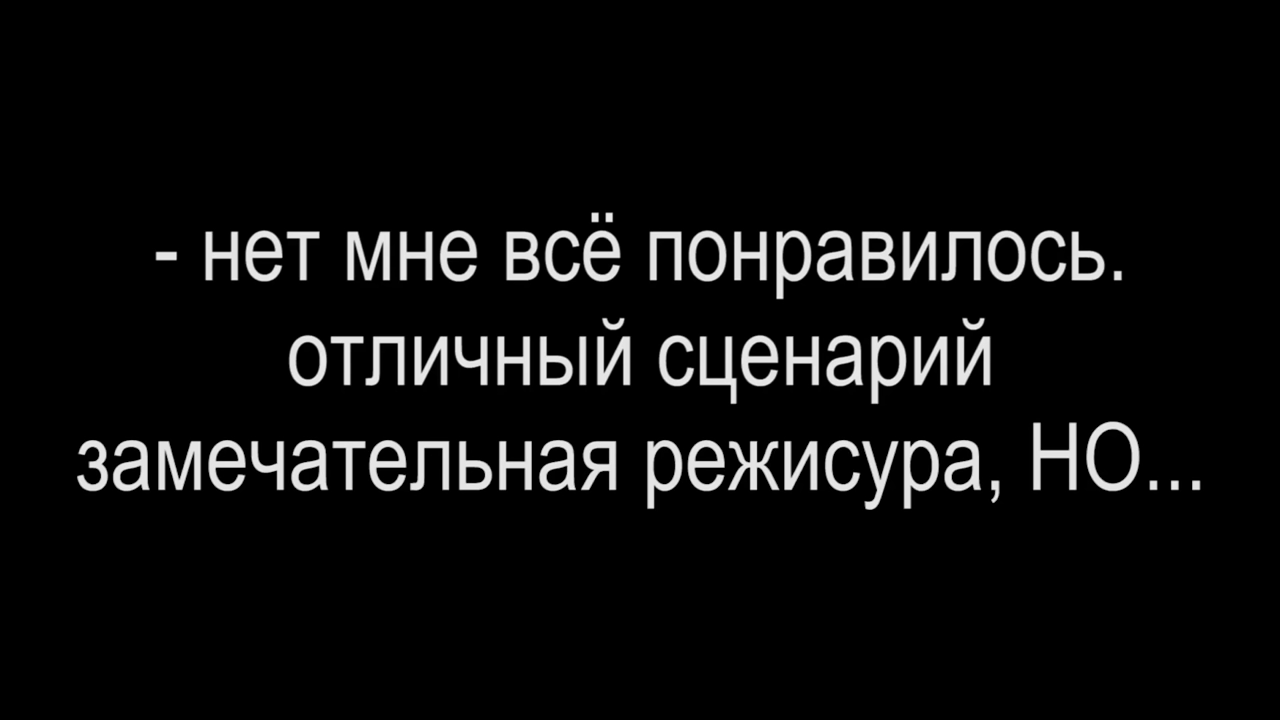 - нет мне всё понравилось.
отличный сценарий
замечательная режисура, НО...